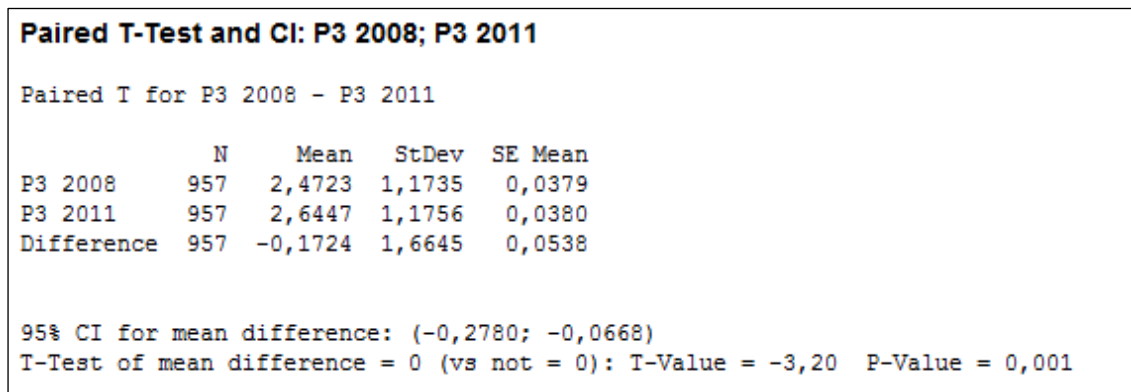 Paired T-Test and CI: P3 2008; P3 2011
Paired T for P3 2008 - P3 2011
N Mean StDev SE Mean
P3 2008 957 2,4723 1,1735 0,0379
P3 2011 957 2,6447 1,1756 0,0380
Difference 957 -0,1724 1,6645 0,0538
95% CI for mean difference: (-0,2780; -0,0668)
T-Test of mean difference = 0 (vs not = 0): T-Value = -3,20 P-Value = 0,001